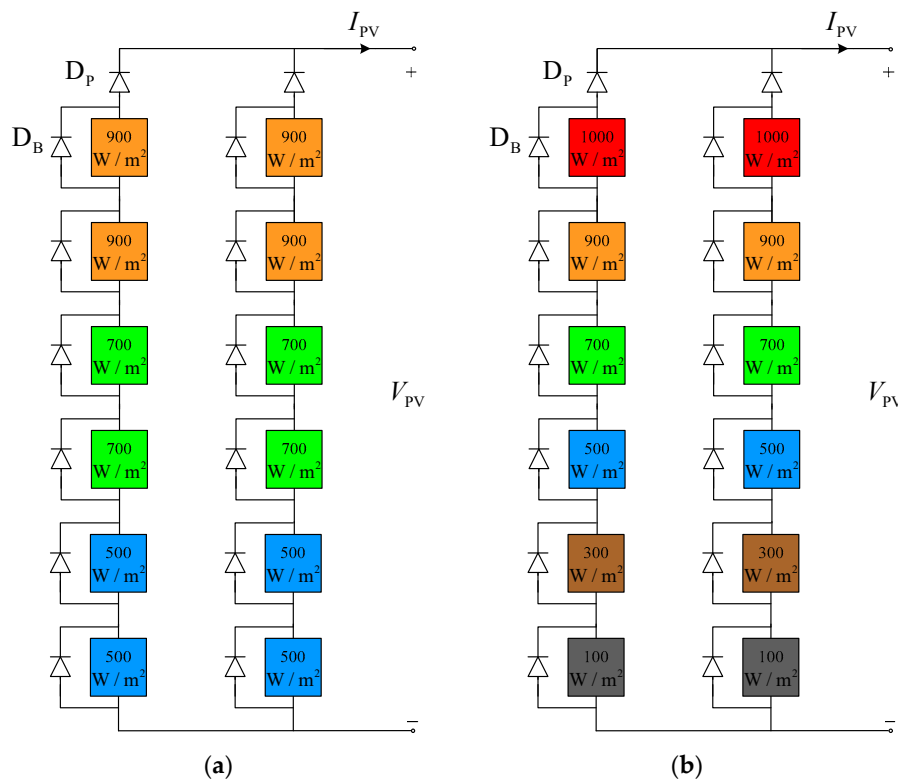 I_PV I_PV
+ +
D_P D_P
D_B D_B
900 900 1000 1000
W / m² W / m² W / m² W / m²
900 900 900 900
W / m² W / m² W / m² W / m²
700 700 700 700
W / m² W / m² W / m² W / m²
V_PV V_PV
700 700 500 500
W / m² W / m² W / m² W / m²
500 500 300 300
W / m² W / m² W / m² W / m²
500 500 100 100
W / m² W / m² W / m² W / m²
− −
(a) (b)